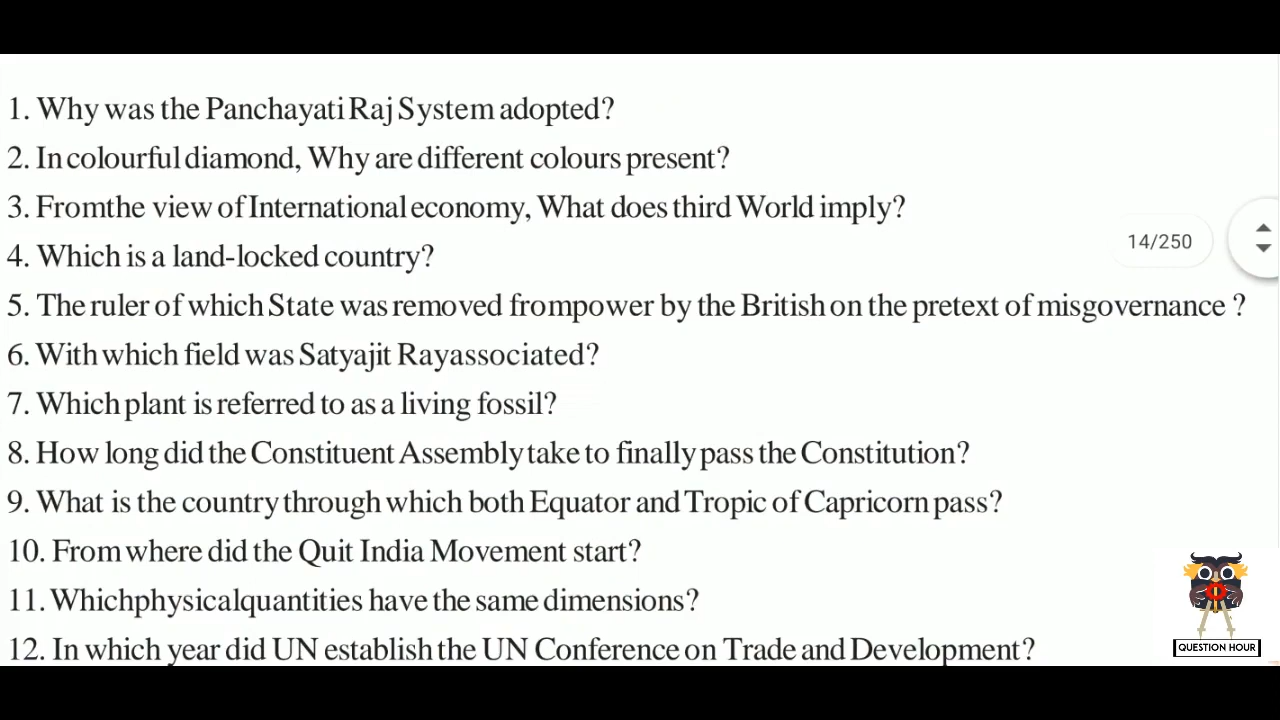 1. Why was the Panchayati Raj System adopted?
2. In colourful diamond, Why are different colours present?
3. Fromthe view of International economy, What does third World imply?
14/250
4. Which is a land-locked country?
5. The ruler of which State was removed frompower by the British on the pretext of misgovernance ?
6. With which field was Satyajit Rayassociated?
7. Which plant is referred to as a living fossil?
8. How long did the Constituent Assembly take to finally pass the Constitution?
9. What is the country through which both Equator and Tropic of Capricorn pass?
10. From where did the Quit India Movement start?
11. Whichphysicalquantities have the same dimensions?
12. In which year did UN establish the UN Conference on Trade and Development?
QUESTION HOUR